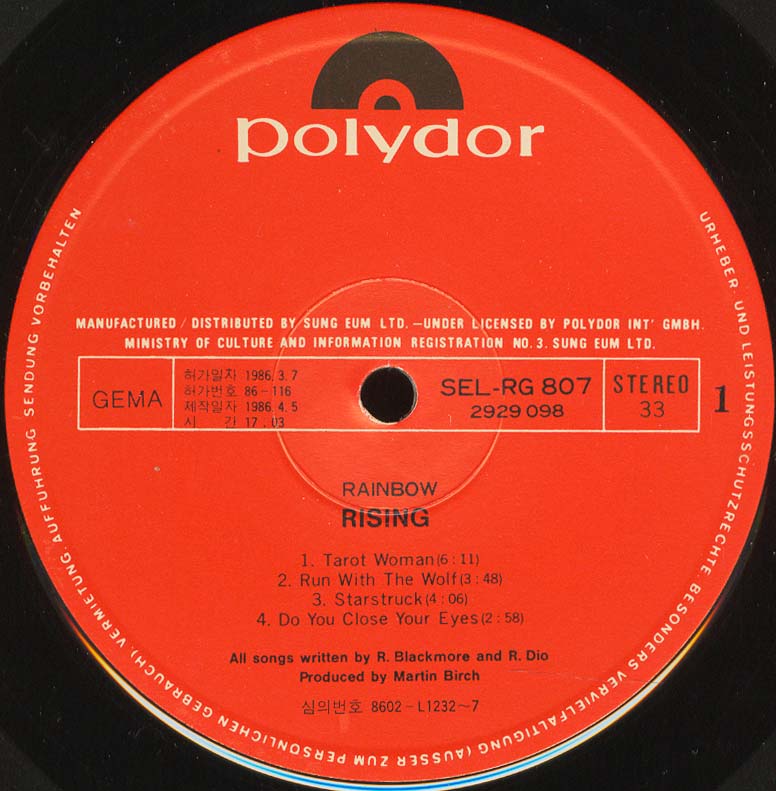 polydor
MANUFACTURED / DISTRIBUTED BY SUNG EUM LTD. —UNDER LICENSED BY POLYDOR INT' GMBH.
MINISTRY OF CULTURE AND INFORMATION REGISTRATION NO. 3. SUNG EUM LTD.
GEMA
허가일자 1986. 3. 7
허가번호 86-116
제작일자 1986. 4. 5
시 간 17 . 03
SEL-RG 807
2929 098
STEREO
33
1
RAINBOW
RISING
1. Tarot Woman(6 : 11)
2. Run With The Wolf(3 : 48)
3. Starstruck(4 : 06)
4. Do You Close Your Eyes(2 : 58)
All songs written by R. Blackmore and R. Dio
Produced by Martin Birch
심의번호 8602-L1232~7
URHEBER- UND LEISTUNGSSCHUTZRECHTE, BESONDERS VERVIELFALTIGUNG (AUSSER ZUM PERSONLICHEN GEBRAUCH), VERMIETUNG, AUFFUHRUNG, SENDUNG VORBEHALTEN